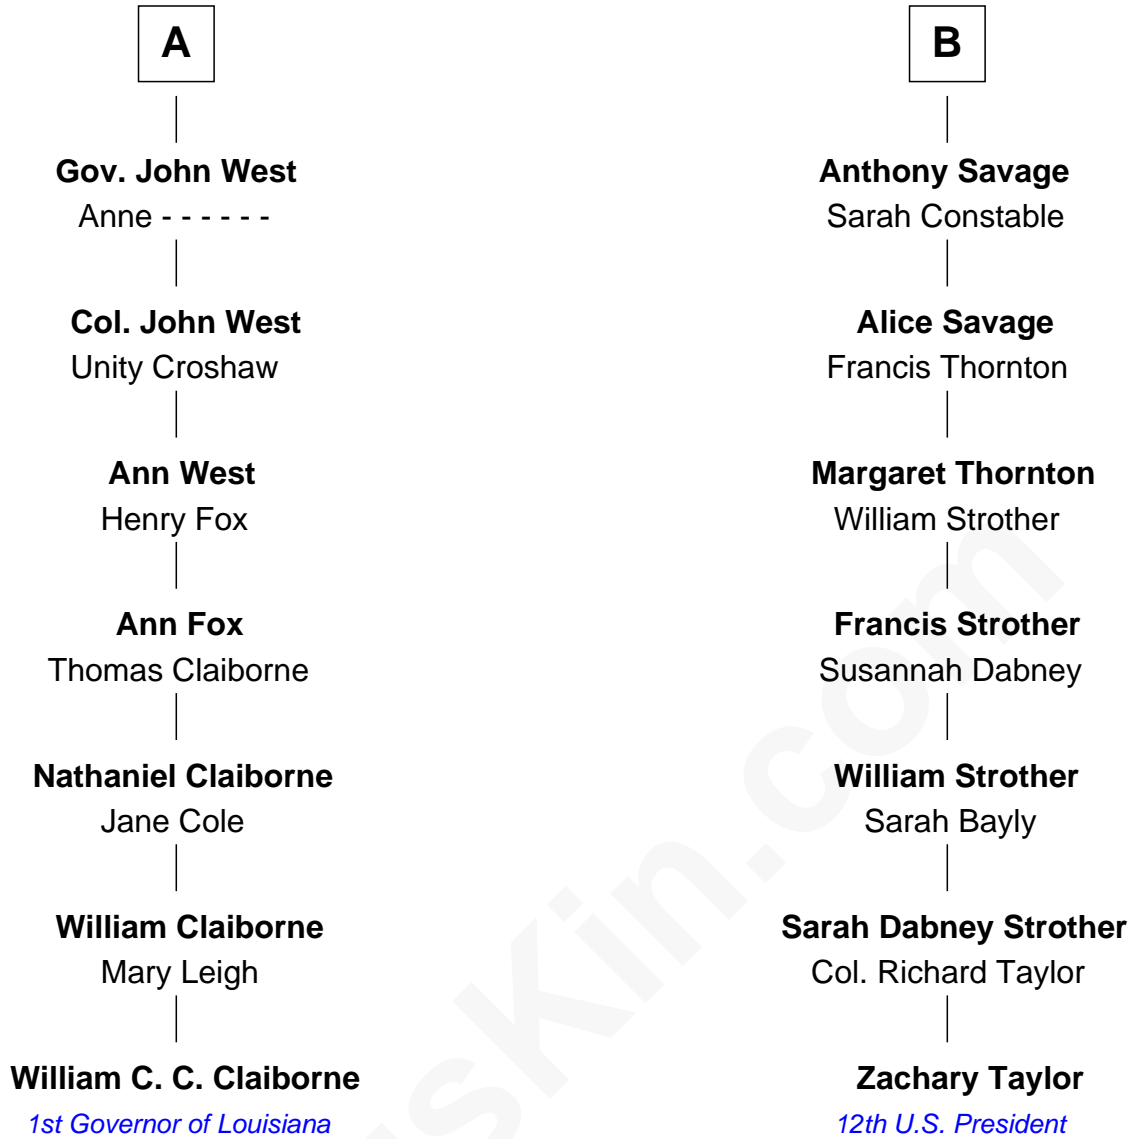 A
Gov. John West
Anne - - - - - -
Col. John West
Unity Croshaw
Ann West
Henry Fox
Ann Fox
Thomas Claiborne
Nathaniel Claiborne
Jane Cole
William Claiborne
Mary Leigh
William C. C. Claiborne
1st Governor of Louisiana
B
Anthony Savage
Sarah Constable
Alice Savage
Francis Thornton
Margaret Thornton
William Strother
Francis Strother
Susannah Dabney
William Strother
Sarah Bayly
Sarah Dabney Strother
Col. Richard Taylor
Zachary Taylor
12th U.S. President
sKin.com